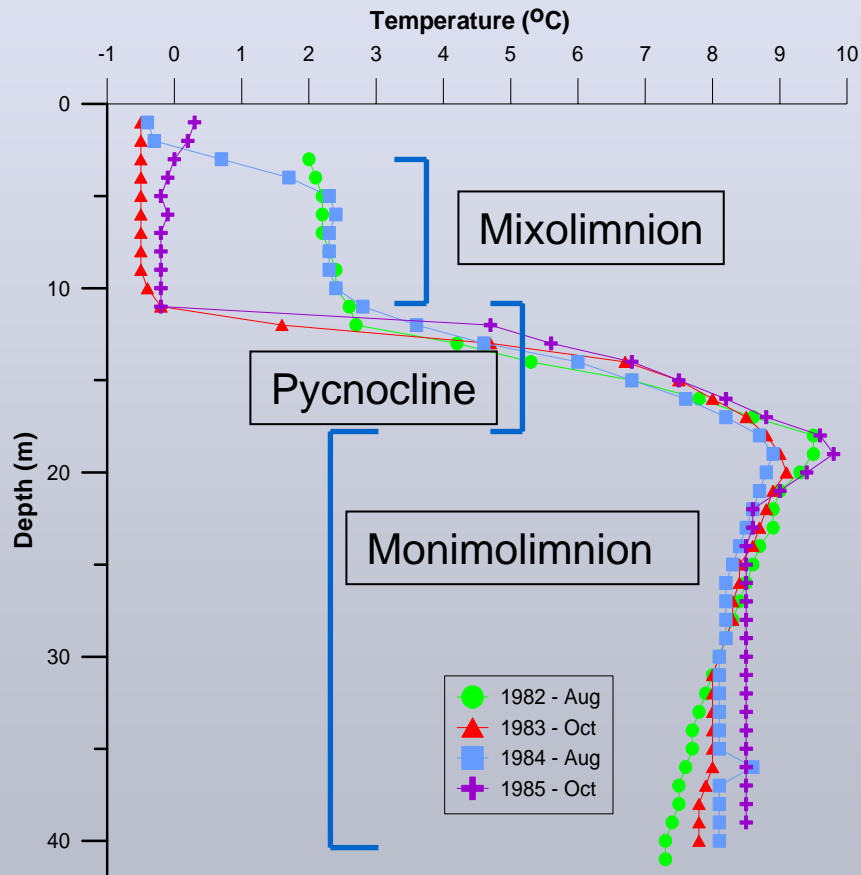 Temperature (ºC)
-1 0 1 2 3 4 5 6 7 8 9 10
0
Mixolimnion
10
Pycnocline
Depth (m)
20
Monimolimnion
30
1982 - Aug
1983 - Oct
1984 - Aug
1985 - Oct
40